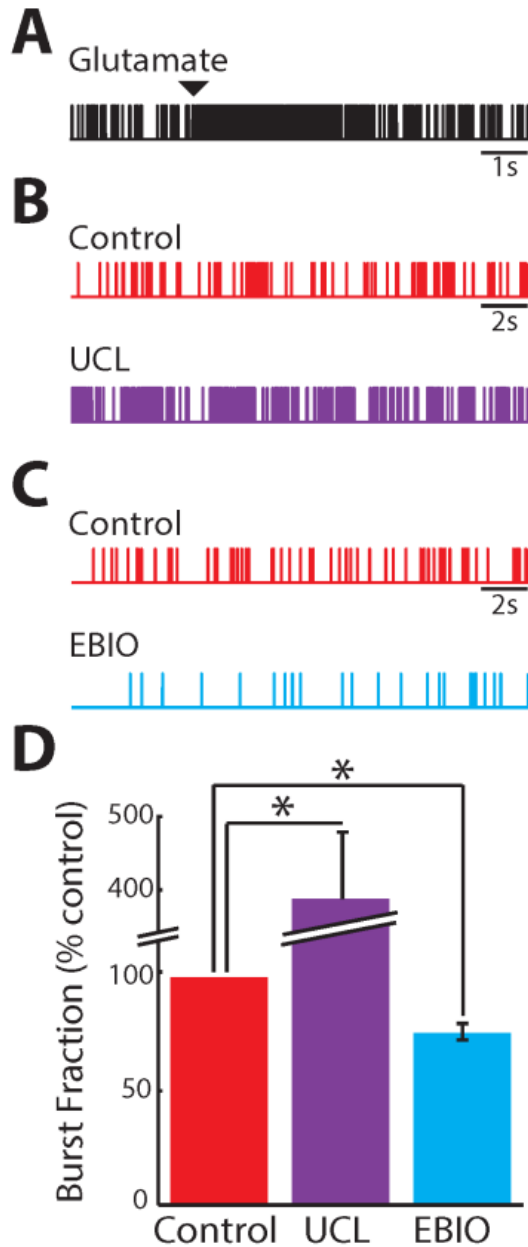 A
Glutamate
1s
B
Control
2s
UCL
C
Control
2s
EBIO
D
Burst Fraction (% control)
500
400
100
50
0
*
*
Control UCL EBIO